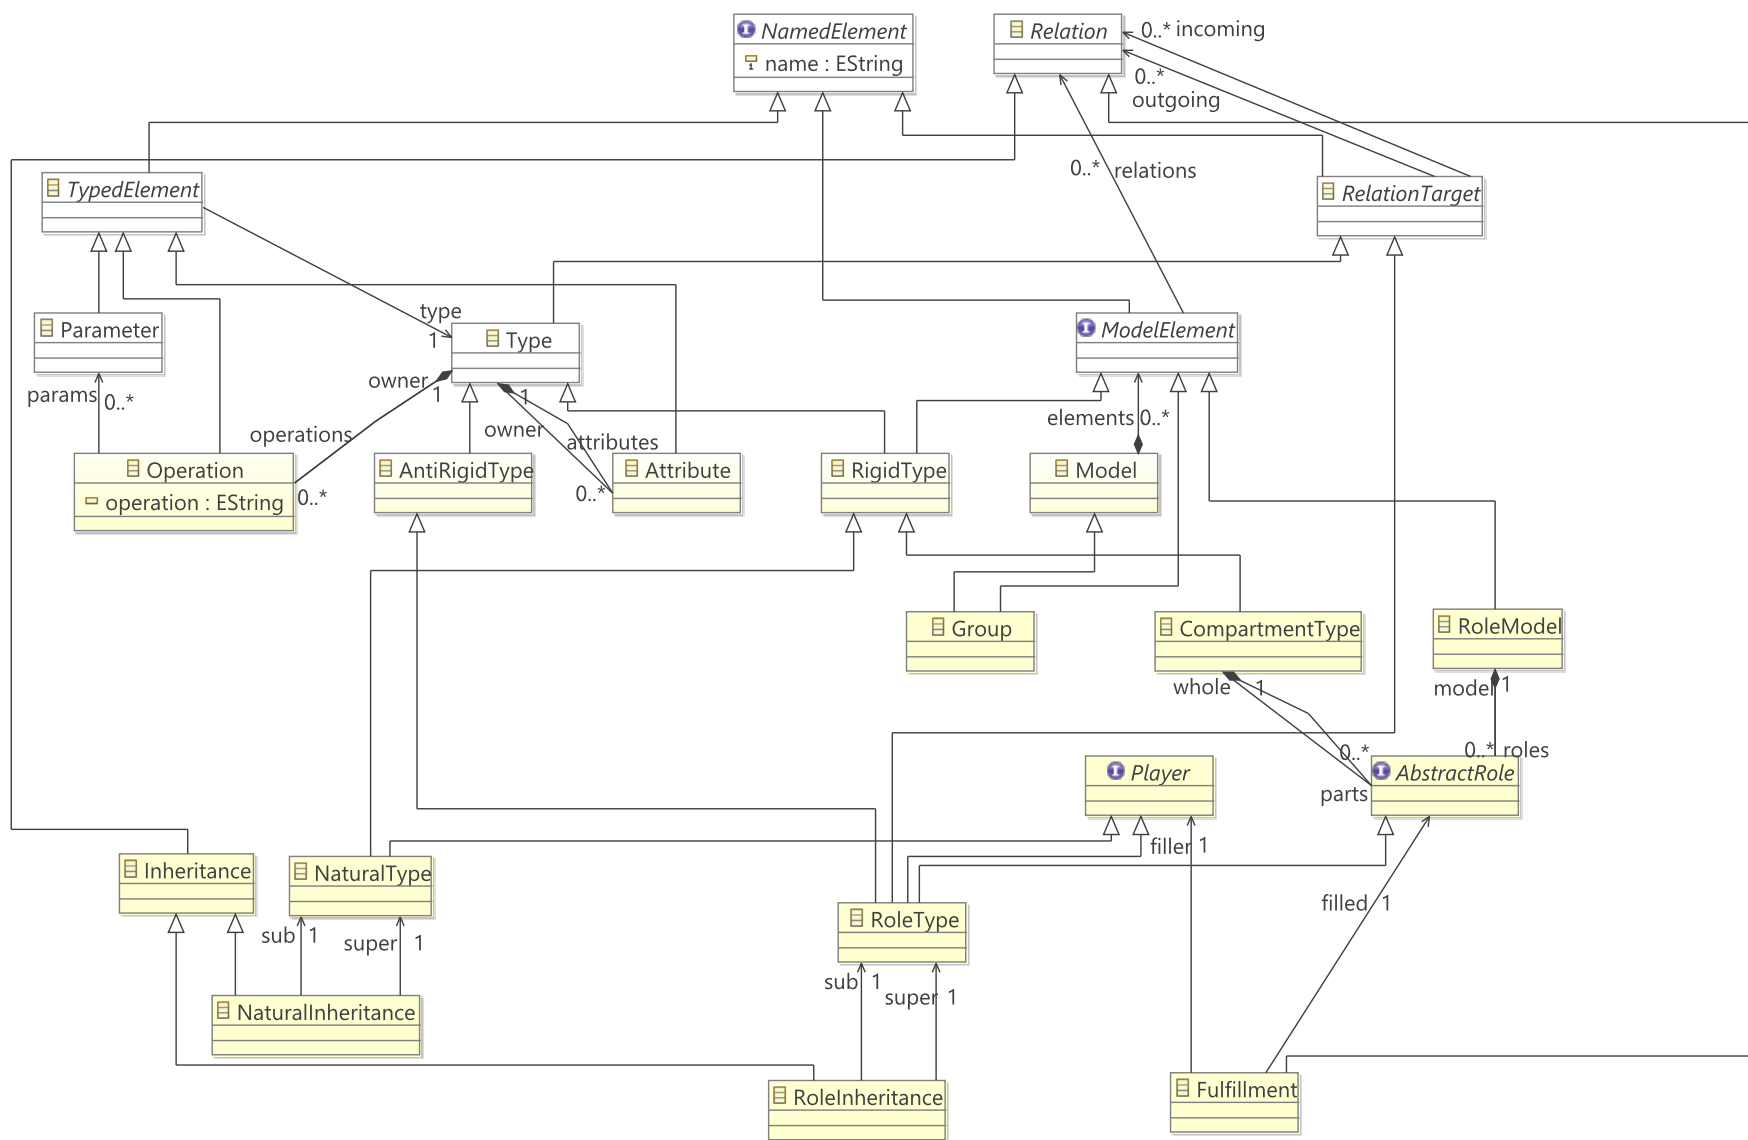 NamedElement
name : EString
Relation
0..* incoming
0..*
outgoing
0..* relations
TypedElement
RelationTarget
type
1
Parameter
Type
ModelElement
params
0..*
owner
1
1
operations
owner
attributes
elements
0..*
Operation
operation : EString
0..*
AntiRigidType
0..*
Attribute
RigidType
Model
Group
CompartmentType
RoleModel
whole
1
model
1
0..*
0..* roles
Player
AbstractRole
parts
filler 1
Inheritance
NaturalType
filled 1
sub 1
super 1
RoleType
sub 1
super 1
NaturalInheritance
RoleInheritance
Fulfillment